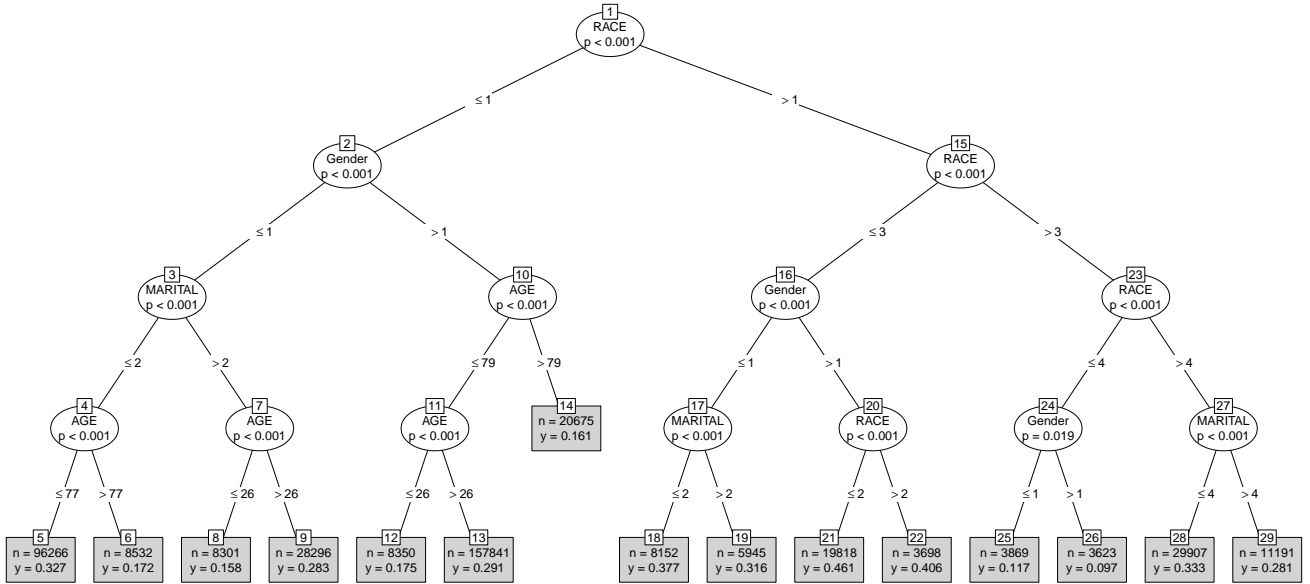 1
RACE
p < 0.001
≤ 1
> 1
2
Gender
p < 0.001
15
RACE
p < 0.001
≤ 1
> 1
≤ 3
> 3
3
MARITAL
p < 0.001
10
AGE
p < 0.001
16
Gender
p < 0.001
23
RACE
p < 0.001
≤ 2
> 2
≤ 79
> 79
≤ 1
> 1
≤ 4
> 4
4
AGE
p < 0.001
7
AGE
p < 0.001
11
AGE
p < 0.001
14
n = 20675
y = 0.161
17
MARITAL
p < 0.001
20
RACE
p < 0.001
24
Gender
p = 0.019
27
MARITAL
p < 0.001
≤ 77
> 77
≤ 26
> 26
≤ 26
> 26
≤ 2
> 2
≤ 2
> 2
≤ 1
> 1
≤ 4
> 4
5
n = 96266
y = 0.327
6
n = 8532
y = 0.172
8
n = 8301
y = 0.158
9
n = 28296
y = 0.283
12
n = 8350
y = 0.175
13
n = 157841
y = 0.291
18
n = 8152
y = 0.377
19
n = 5945
y = 0.316
21
n = 19818
y = 0.461
22
n = 3698
y = 0.406
25
n = 3869
y = 0.117
26
n = 3623
y = 0.097
28
n = 29907
y = 0.333
29
n = 11191
y = 0.281